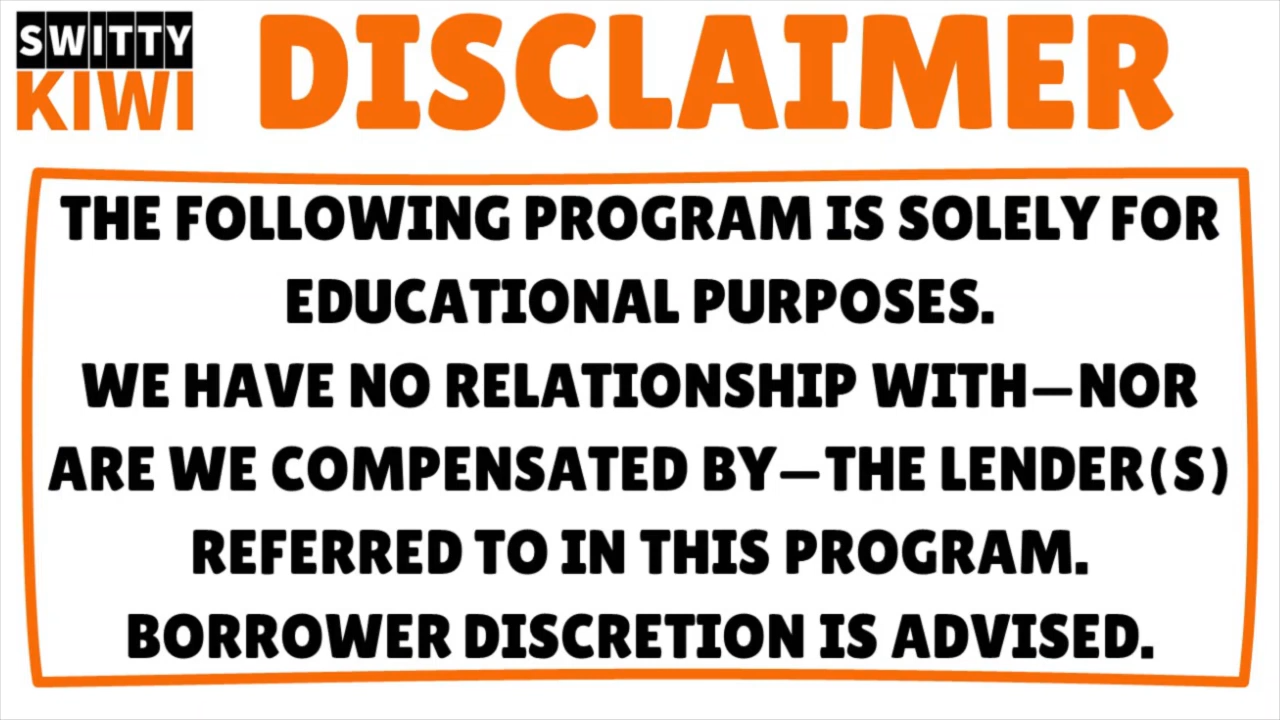 SWITTY
KIWI
DISCLAIMER
THE FOLLOWING PROGRAM IS SOLELY FOR
EDUCATIONAL PURPOSES.
WE HAVE NO RELATIONSHIP WITH—NOR
ARE WE COMPENSATED BY—THE LENDER(S)
REFERRED TO IN THIS PROGRAM.
BORROWER DISCRETION IS ADVISED.